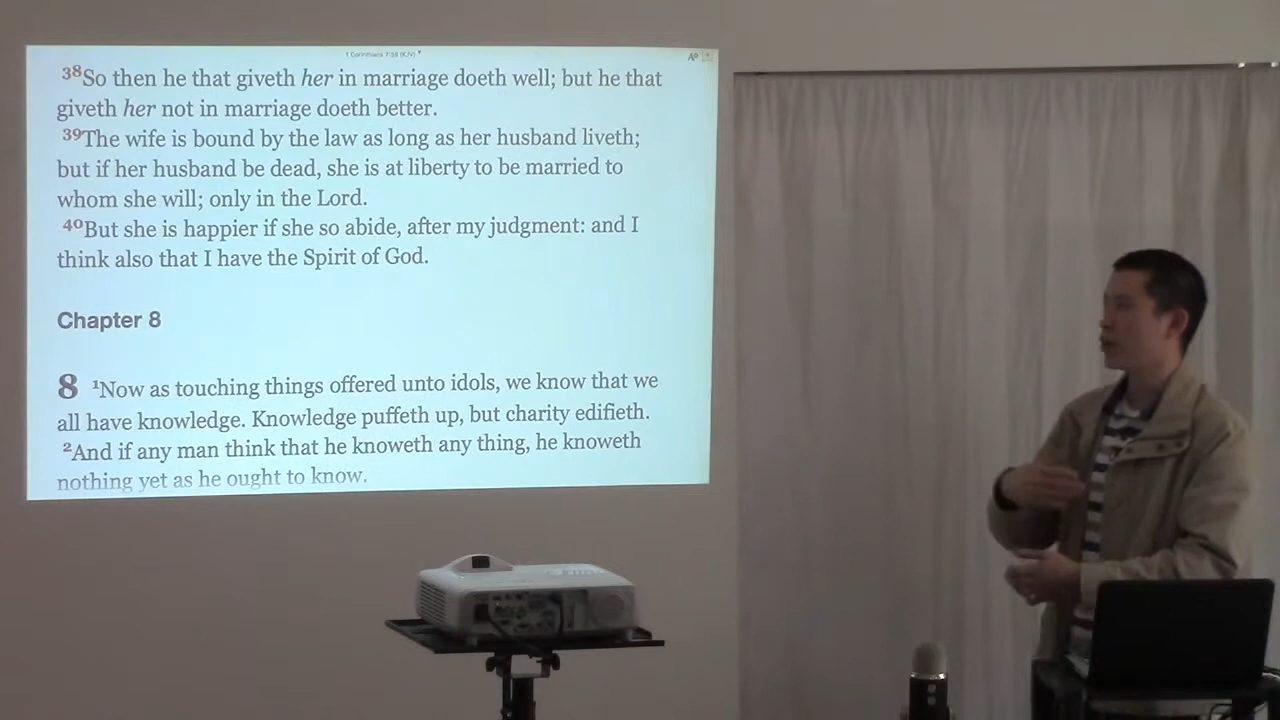 1 Corinthians 7:38 (KJV)
38So then he that giveth her in marriage doeth well; but he that
giveth her not in marriage doeth better.
39The wife is bound by the law as long as her husband liveth;
but if her husband be dead, she is at liberty to be married to
whom she will; only in the Lord.
40But she is happier if she so abide, after my judgment: and I
think also that I have the Spirit of God.
Chapter 8
8 1Now as touching things offered unto idols, we know that we
all have knowledge. Knowledge puffeth up, but charity edifieth.
2And if any man think that he knoweth any thing, he knoweth
nothing yet as he ought to know.